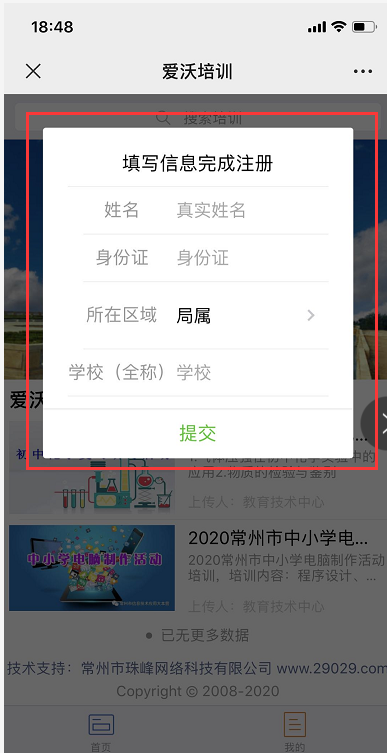 18:48
爱沃培训
搜索培训
填写信息完成注册
姓名 真实姓名
身份证 身份证
所在区域 局属
学校（全称） 学校
提交
爱沃
应用2.物质的检验与鉴别
上传人：教育技术中心
中小学电脑制作活动
2020常州市中小学电...
2020常州市中小学电脑制作活动
培训，培训内容：程序设计、...
上传人：教育技术中心
已无更多数据
技术支持：常州市珠峰网络科技有限公司 www.29029.com
Copyright © 2008-2020
首页 我的